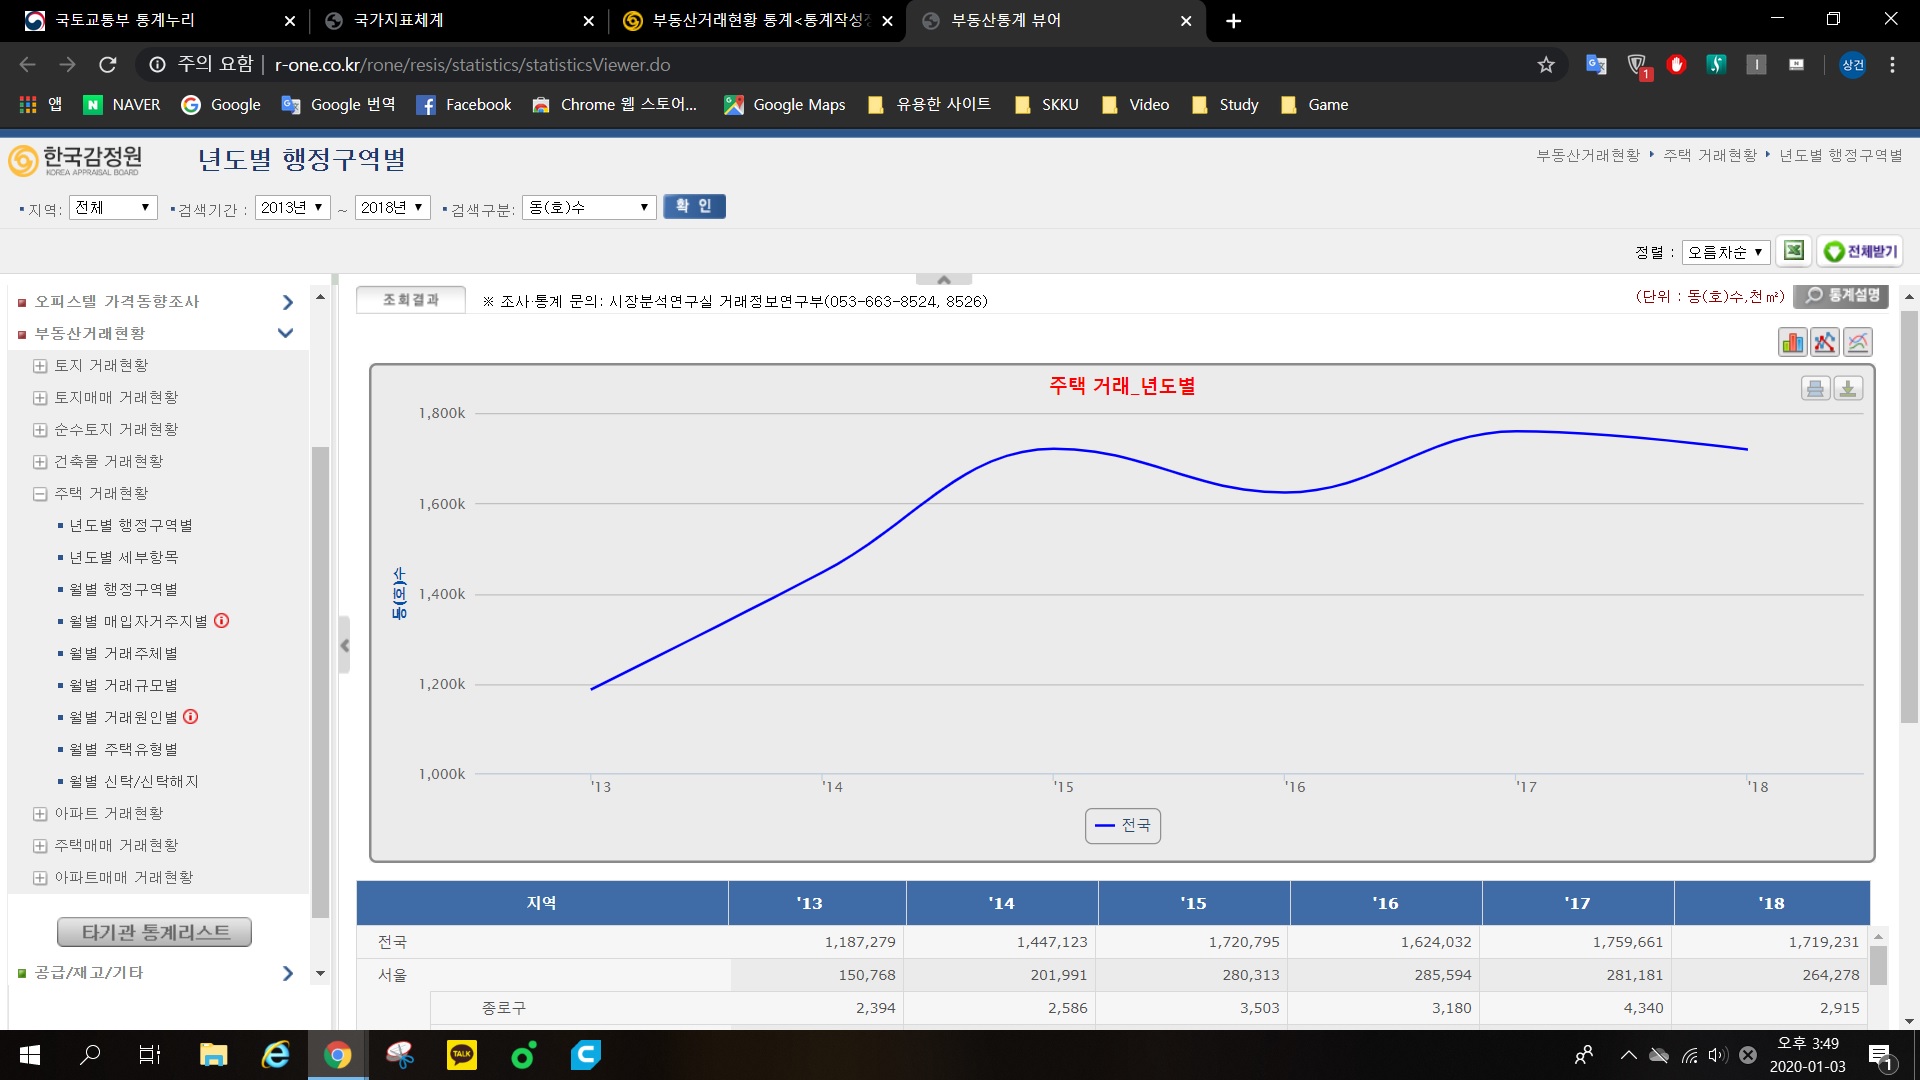 국토교통부 통계누리
국가지표체계
부동산거래현황 통계<통계작성
부동산통계 뷰어
주의 요함 | r-one.co.kr/rone/resis/statistics/statisticsViewer.do
1
상건
앱 NAVER Google Google 번역 Facebook Chrome 웹 스토어... Google Maps 유용한 사이트 SKKU Video Study Game
한국감정원
KOREA APPRAISAL BOARD
년도별 행정구역별
부동산거래현황 주택 거래현황 년도별 행정구역별
지역: 전체 검색기간 : 2013년 ~ 2018년 검색구분: 동(호)수 확 인
정렬 : 오름차순 전체받기
오피스텔 가격동향조사
부동산거래현황
토지 거래현황
토지매매 거래현황
순수토지 거래현황
건축물 거래현황
주택 거래현황
년도별 행정구역별
년도별 세부항목
월별 행정구역별
월별 매입자거주지별
월별 거래주체별
월별 거래규모별
월별 거래원인별
월별 주택유형별
월별 신탁/신탁해지
아파트 거래현황
주택매매 거래현황
아파트매매 거래현황
타기관 통계리스트
공급/재고/기타
조회결과 ※ 조사·통계 문의: 시장분석연구실 거래정보연구부(053-663-8524, 8526)
(단위 : 동(호)수,천㎡) 통계설명
주택 거래_년도별
1,800k
1,600k
1,400k
1,200k
1,000k
동(호)수
'13 '14 '15 '16 '17 '18
전국
지역 '13 '14 '15 '16 '17 '18
전국 1,187,279 1,447,123 1,720,795 1,624,032 1,759,661 1,719,231
서울 150,768 201,991 280,313 285,594 281,181 264,278
종로구 2,394 2,586 3,503 3,180 4,340 2,915
TALK
오후 3:49
2020-01-03
1